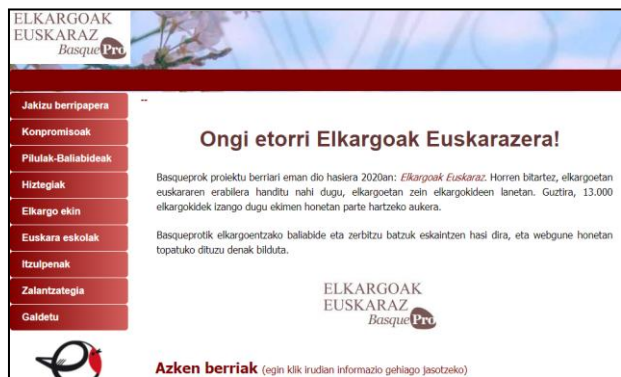 ELKARGOAK
EUSKARAZ
BasquePro
Jakizu berripapera
Konpromisoak
Pilulak-Baliabideak
Hiztegiak
Elkargo ekin
Euskara eskolak
Itzulpenak
Zalantzategia
Galdetu
--
Ongi etorri Elkargoak Euskarazera!
Basqueprok proiektu berriari eman dio hasiera 2020an: Elkargoak Euskaraz. Horren bitartez, elkargoetan
euskararen erabilera handitu nahi dugu, elkargoetan zein elkargokideen lanetan. Guztira, 13.000
elkargokidek izango dugu ekimen honetan parte hartzeko aukera.
Basqueprotik elkargoentzako baliabide eta zerbitzu batzuk eskaintzen hasi dira, eta webgune honetan
topatuko dituzu denak bilduta.
ELKARGOAK
EUSKARAZ
BasquePro
Azken berriak (egin klik irudian informazio gehiago jasotzeko)